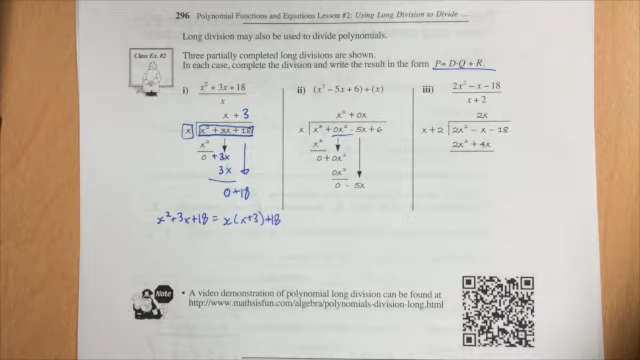 296 Polynomial Functions and Equations Lesson #2: Using Long Division to Divide ...
Long division may also be used to divide polynomials.
Class Ex. #2
Three partially completed long divisions are shown.
In each case, complete the division and write the result in the form P = D·Q + R.
i) x² + 3x + 18
x
x + 3
x x² + 3x + 18
x²
0 +3x
3x
0 +18
x² + 3x + 18 = x(x+3) + 18
ii) (x³ − 5x + 6) ÷ (x)
x² + 0x
x x³ + 0x² − 5x + 6
x³
0 + 0x²
0x²
0 − 5x
iii) 2x² − x − 18
x + 2
2x
x + 2 2x² − x − 18
2x² + 4x
Note
• A video demonstration of polynomial long division can be found at
http://www.mathsisfun.com/algebra/polynomials-division-long.html